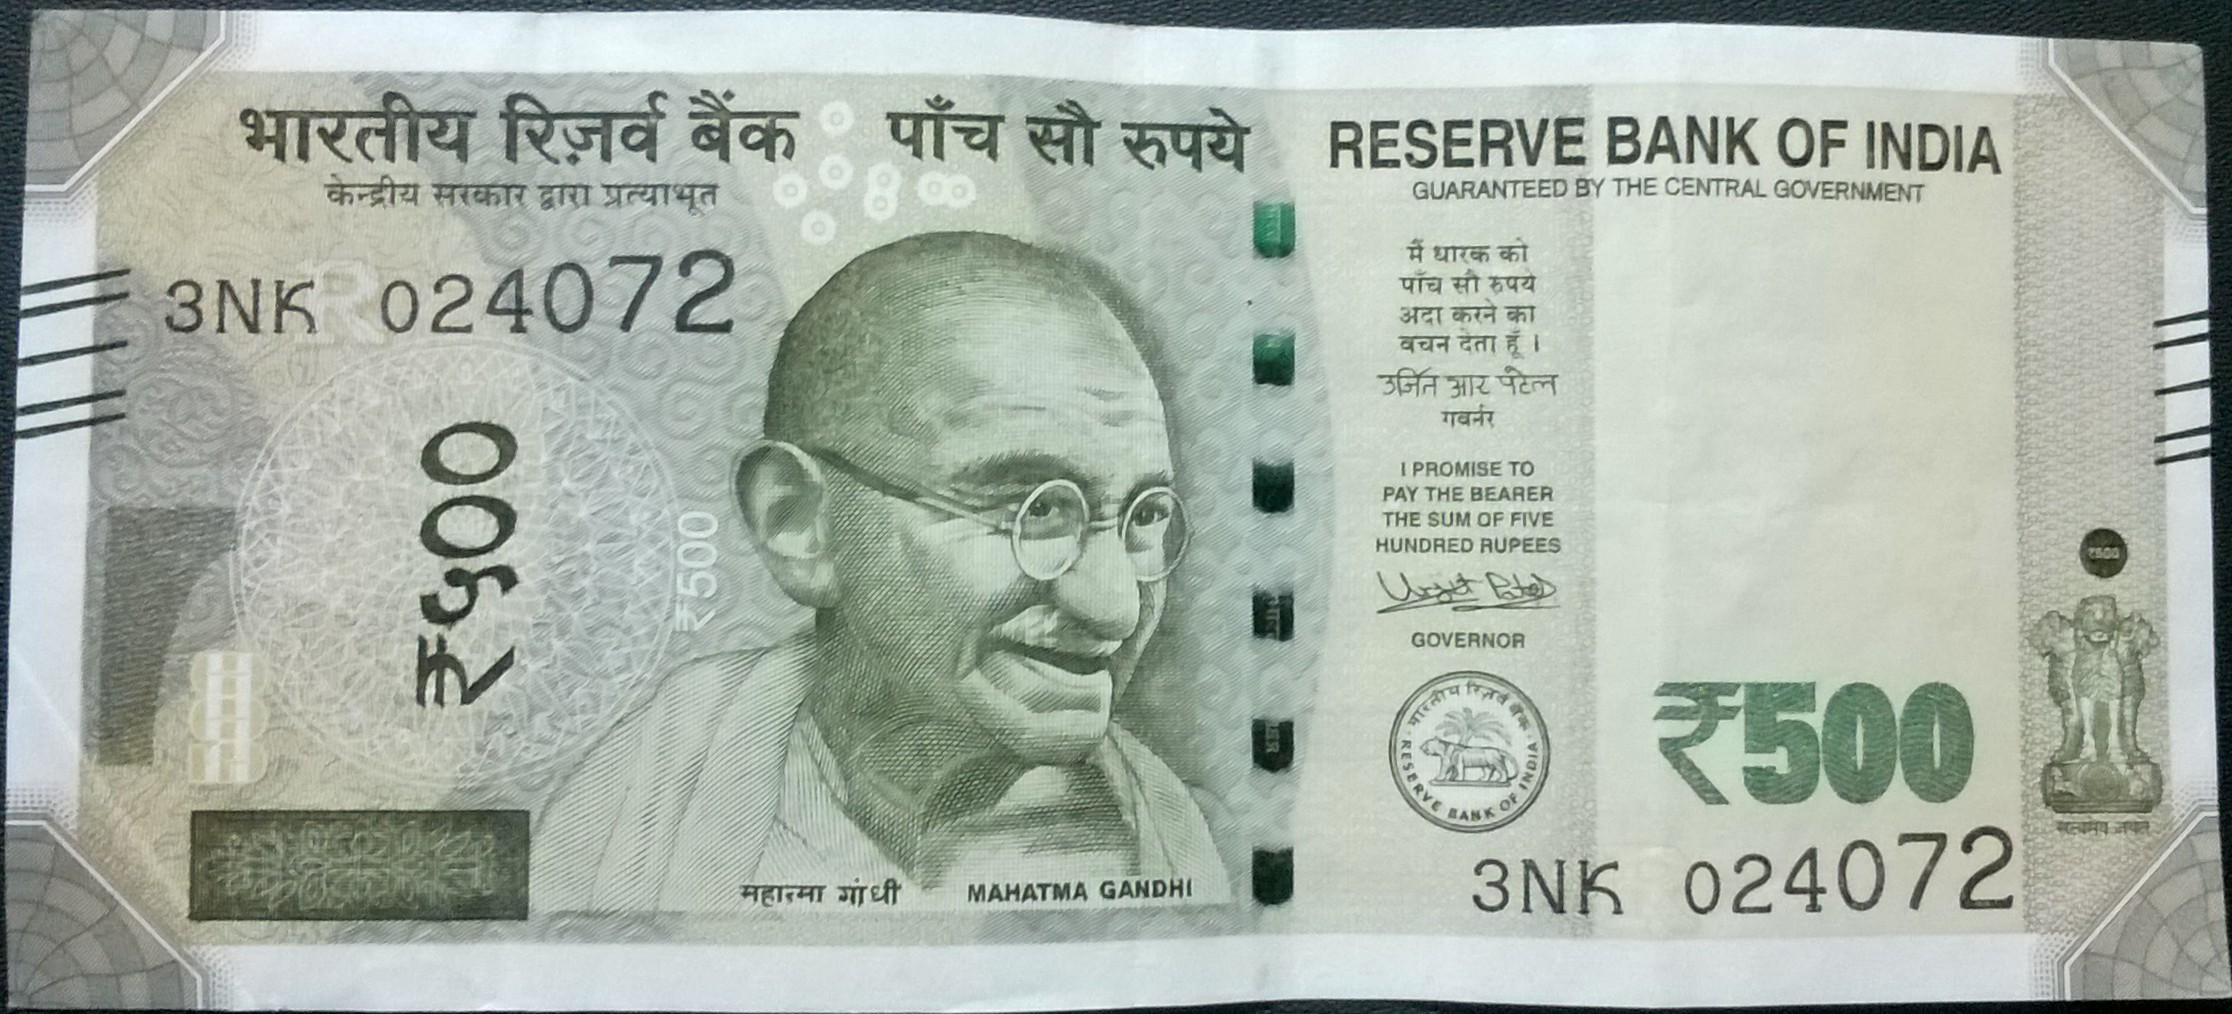 भारतीय रिज़र्व बैंक
केन्द्रीय सरकार द्वारा प्रत्याभूत
पाँच सौ रुपये
RESERVE BANK OF INDIA
GUARANTEED BY THE CENTRAL GOVERNMENT
3NK 024072
₹५००
₹500
मैं धारक को
पाँच सौ रुपये
अदा करने का
वचन देता हूँ ।
उर्जित आर पटेल
गवर्नर
I PROMISE TO
PAY THE BEARER
THE SUM OF FIVE
HUNDRED RUPEES
Urjit Patel
GOVERNOR
भारतीय रिज़र्व बैंक
RESERVE BANK OF INDIA
₹500
₹500
सत्यमेव जयते
3NK 024072
महात्मा गांधी
MAHATMA GANDHI